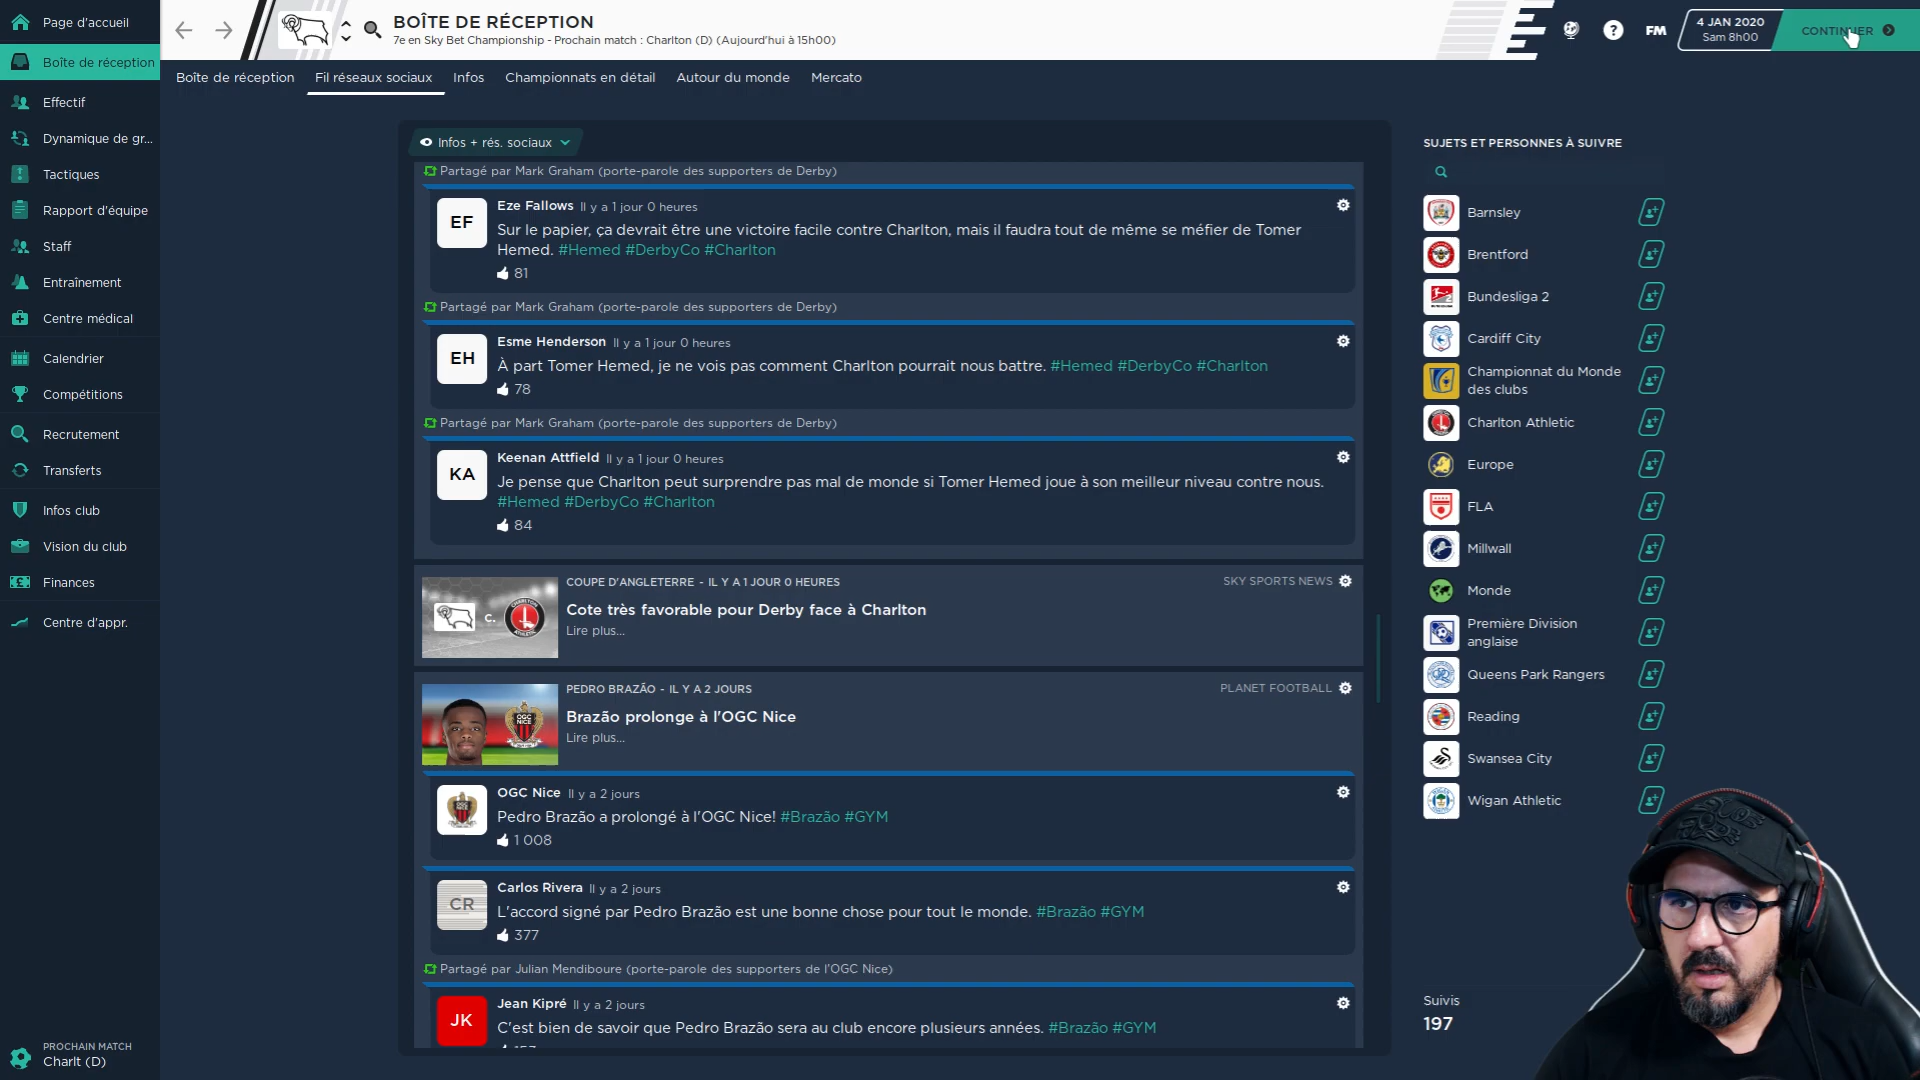 Page d'accueil
Boîte de réception
Effectif
Dynamique de gr...
Tactiques
Rapport d'équipe
Staff
Entraînement
Centre médical
Calendrier
Compétitions
Recrutement
Transferts
Infos club
Vision du club
Finances
Centre d'appr.
PROCHAIN MATCH
Charlt (D)
BOÎTE DE RÉCEPTION
7e en Sky Bet Championship - Prochain match : Charlton (D) (Aujourd'hui à 15h00)
?
FM
4 JAN 2020
Sam 8h00
CONTINUER
Boîte de réception
Fil réseaux sociaux
Infos
Championnats en détail
Autour du monde
Mercato
Infos + rés. sociaux
Partagé par Mark Graham (porte-parole des supporters de Derby)
EF
Eze Fallows Il y a 1 jour 0 heures
Sur le papier, ça devrait être une victoire facile contre Charlton, mais il faudra tout de même se méfier de Tomer
Hemed. #Hemed #DerbyCo #Charlton
81
Partagé par Mark Graham (porte-parole des supporters de Derby)
EH
Esme Henderson Il y a 1 jour 0 heures
À part Tomer Hemed, je ne vois pas comment Charlton pourrait nous battre. #Hemed #DerbyCo #Charlton
78
Partagé par Mark Graham (porte-parole des supporters de Derby)
KA
Keenan Attfield Il y a 1 jour 0 heures
Je pense que Charlton peut surprendre pas mal de monde si Tomer Hemed joue à son meilleur niveau contre nous.
#Hemed #DerbyCo #Charlton
84
c.
COUPE D'ANGLETERRE - IL Y A 1 JOUR 0 HEURES
SKY SPORTS NEWS
Cote très favorable pour Derby face à Charlton
Lire plus...
PEDRO BRAZÃO - IL Y A 2 JOURS
PLANET FOOTBALL
Brazão prolonge à l'OGC Nice
Lire plus...
OGC Nice Il y a 2 jours
Pedro Brazão a prolongé à l'OGC Nice! #Brazão #GYM
1 008
CR
Carlos Rivera Il y a 2 jours
L'accord signé par Pedro Brazão est une bonne chose pour tout le monde. #Brazão #GYM
377
Partagé par Julian Mendiboure (porte-parole des supporters de l'OGC Nice)
JK
Jean Kipré Il y a 2 jours
C'est bien de savoir que Pedro Brazão sera au club encore plusieurs années. #Brazão #GYM
SUJETS ET PERSONNES À SUIVRE
Barnsley
Brentford
Bundesliga 2
Cardiff City
Championnat du Monde
des clubs
Charlton Athletic
Europe
FLA
Millwall
Monde
Première Division
anglaise
Queens Park Rangers
Reading
Swansea City
Wigan Athletic
Suivis
197